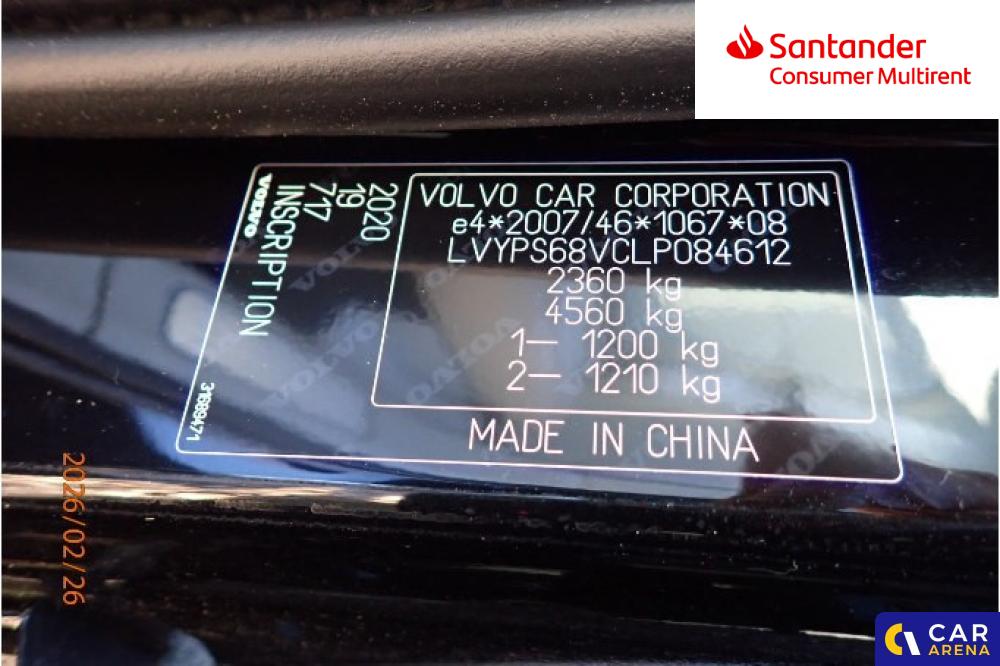 Santander
Consumer Multirent
VOLVO CAR CORPORATION
e4*2007/46*1067*08
LVYPS68VCLP084612
2360 kg
4560 kg
1— 1200 kg
2— 1210 kg
MADE IN CHINA
2020
19
717
INSCRIPTION
VOLVO
31689471
2026/02/26
CAR
ARENA